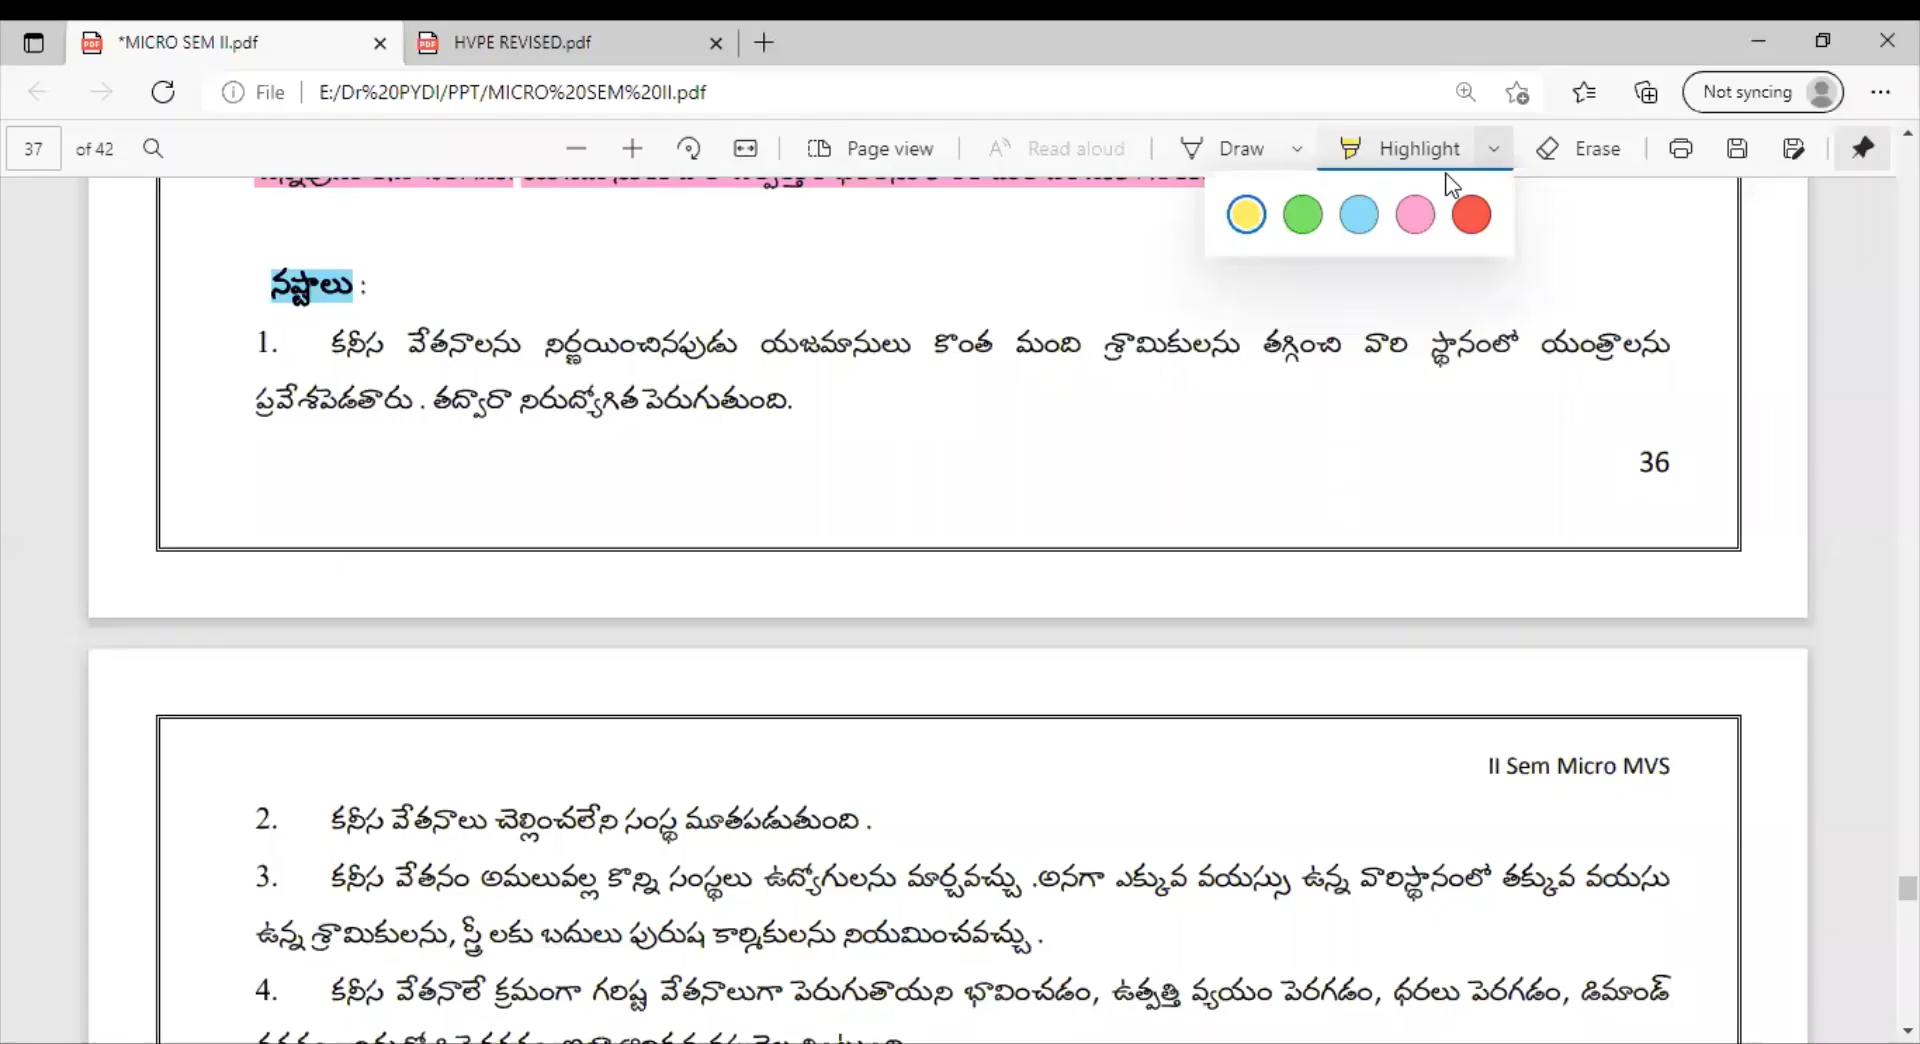 *MICRO SEM II.pdf
HVPE REVISED.pdf
File
E:/Dr%20PYDI/PPT/MICRO%20SEM%20II.pdf
Not syncing
37 of 42
Page view
Read aloud
Draw
Highlight
Erase
నష్టాలు :
1. కనీస వేతనాలను నిర్ణయించినపుడు యజమానులు కొంత మంది శ్రామికులను తగ్గించి వారి స్థానంలో యంత్రాలను
ప్రవేశపెడతారు . తద్వారా నిరుద్యోగిత పెరుగుతుంది.
36
II Sem Micro MVS
2. కనీస వేతనాలు చెల్లించలేని సంస్థ మూతపడుతుంది .
3. కనీస వేతనం అమలువల్ల కొన్ని సంస్థలు ఉద్యోగులను మార్చవచ్చు .అనగా ఎక్కువ వయస్సు ఉన్న వారిస్థానంలో తక్కువ వయసు
ఉన్న శ్రామికులను, స్త్రీ లకు బదులు పురుష కార్మికులను నియమించవచ్చు .
4. కనీస వేతనాలే క్రమంగా గరిష్ట వేతనాలుగా పెరుగుతాయని భావించడం, ఉత్పత్తి వ్యయం పెరగడం, ధరలు పెరగడం, డిమాండ్